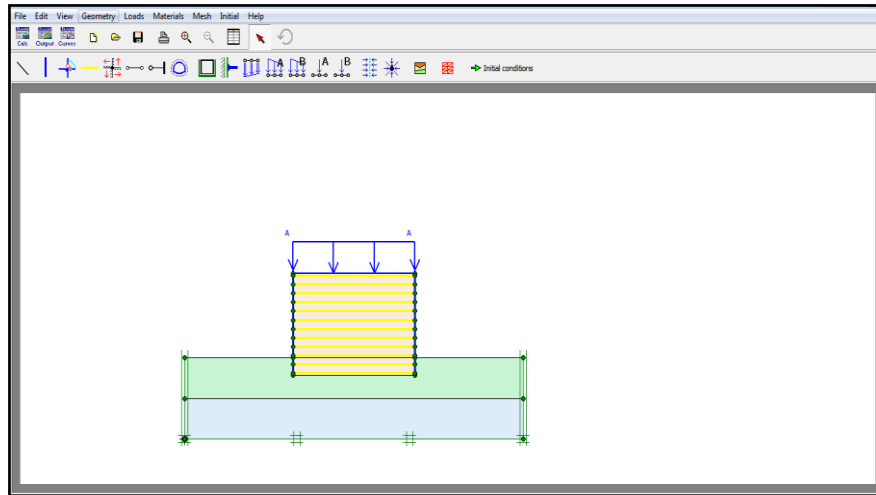 File Edit View Geometry Loads Materials Mesh Initial Help
Calc Output Curves
A B A B Initial conditions
A A